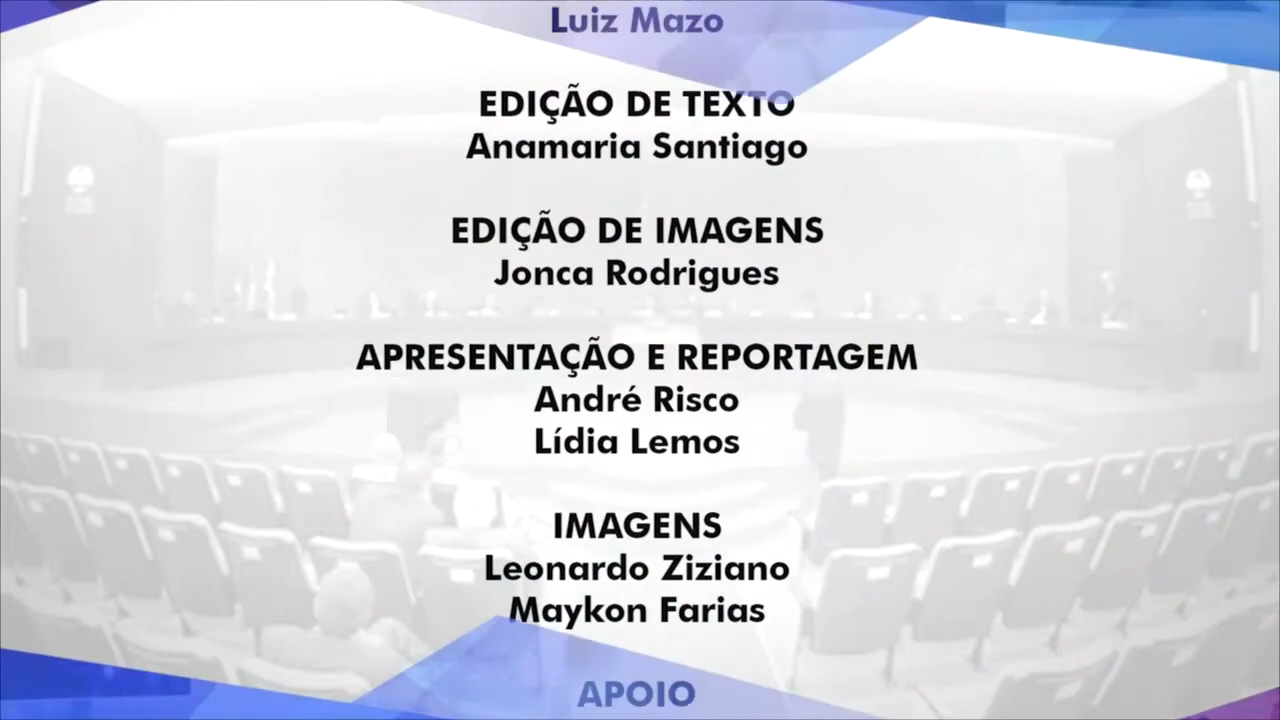 Luiz Mazo
EDIÇÃO DE TEXTO
Anamaria Santiago
EDIÇÃO DE IMAGENS
Jonca Rodrigues
APRESENTAÇÃO E REPORTAGEM
André Risco
Lídia Lemos
IMAGENS
Leonardo Ziziano
Maykon Farias
APOIO